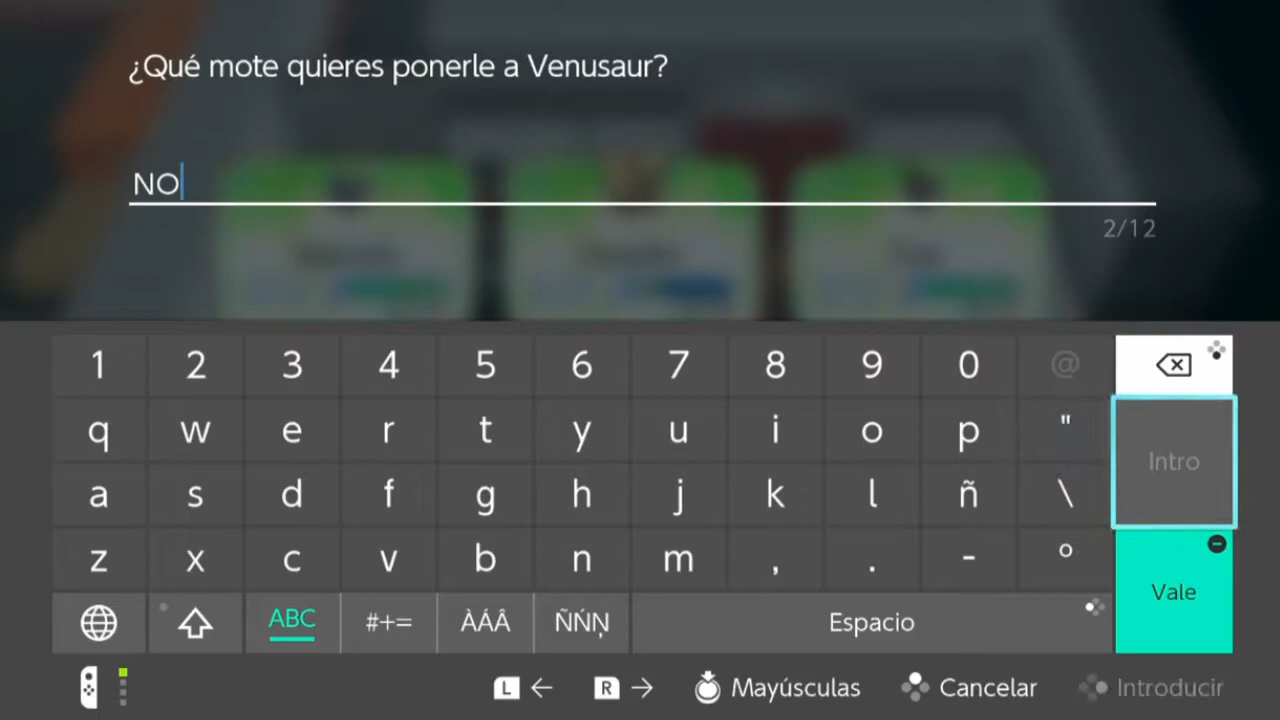 ¿Qué mote quieres ponerle a Venusaur?
NO
2/12
1 2 3 4 5 6 7 8 9 0 @
q w e r t y u i o p "
Intro
a s d f g h j k l ñ \
z x c v b n m , . - º
Vale
ABC #+= ÀÁÂ ÑŃŅ Espacio
L ← R → Mayúsculas Cancelar Introducir